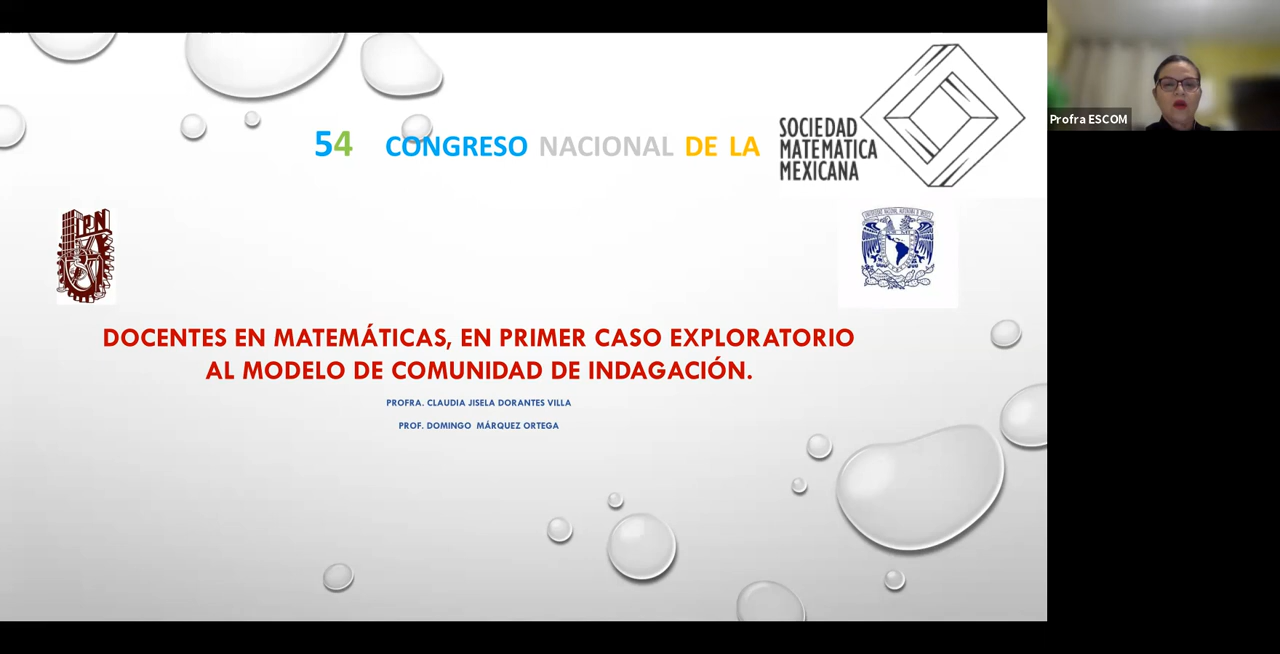 54 CONGRESO NACIONAL DE LA
SOCIEDAD
MATEMATICA
MEXICANA
IPN
DOCENTES EN MATEMÁTICAS, EN PRIMER CASO EXPLORATORIO
AL MODELO DE COMUNIDAD DE INDAGACIÓN.
PROFRA. CLAUDIA JISELA DORANTES VILLA
PROF. DOMINGO MÁRQUEZ ORTEGA
Profra ESCOM